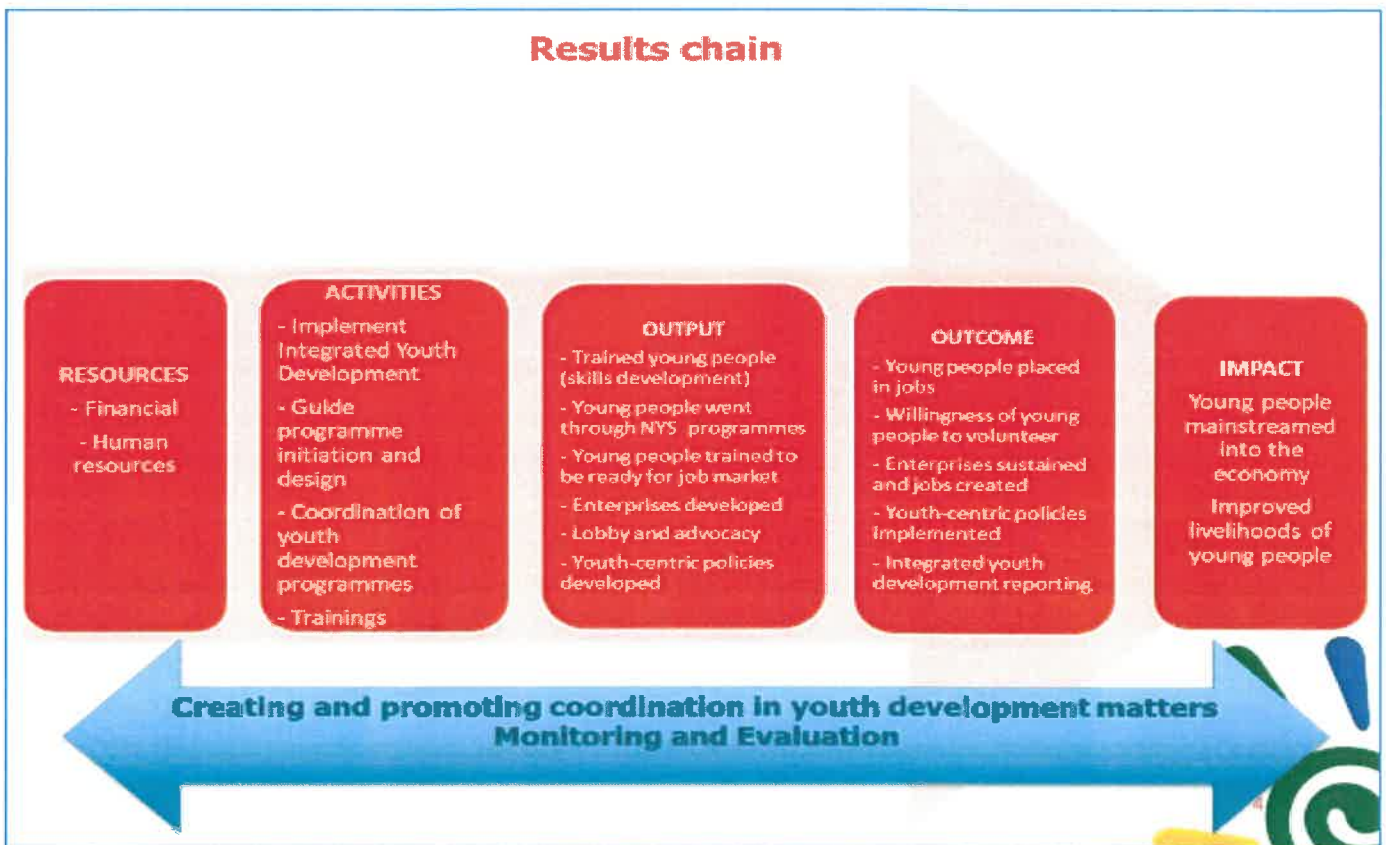 Results chain
RESOURCES
- Financial
- Human
resources
ACTIVITIES
- Implement
Integrated Youth
Development
- Guide
programme
initiation and
design
- Coordination of
youth
development
programmes
- Trainings
OUTPUT
- Trained young people
(skills development)
- Young people went
through NYS programmes
- Young people trained to
be ready for job market
- Enterprises developed
- Lobby and advocacy
- Youth-centric policies
developed
OUTCOME
- Young people placed
in jobs
- Willingness of young
people to volunteer
- Enterprises sustained
and jobs created
- Youth-centric policies
implemented
- Integrated youth
development reporting.
IMPACT
Young people
mainstreamed
into the
economy
Improved
livelihoods of
young people
Creating and promoting coordination in youth development matters
Monitoring and Evaluation